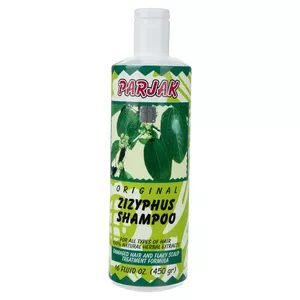 PARJAK
ORIGINAL
ZIZYPHUS
SHAMPOO
FOR ALL TYPES OF HAIR
WITH NATURAL HERBAL EXTRACT
DAMAGED HAIR AND FLAKY SCALP
TREATMENT FORMULA
16 FLUID OZ. (450 gr)